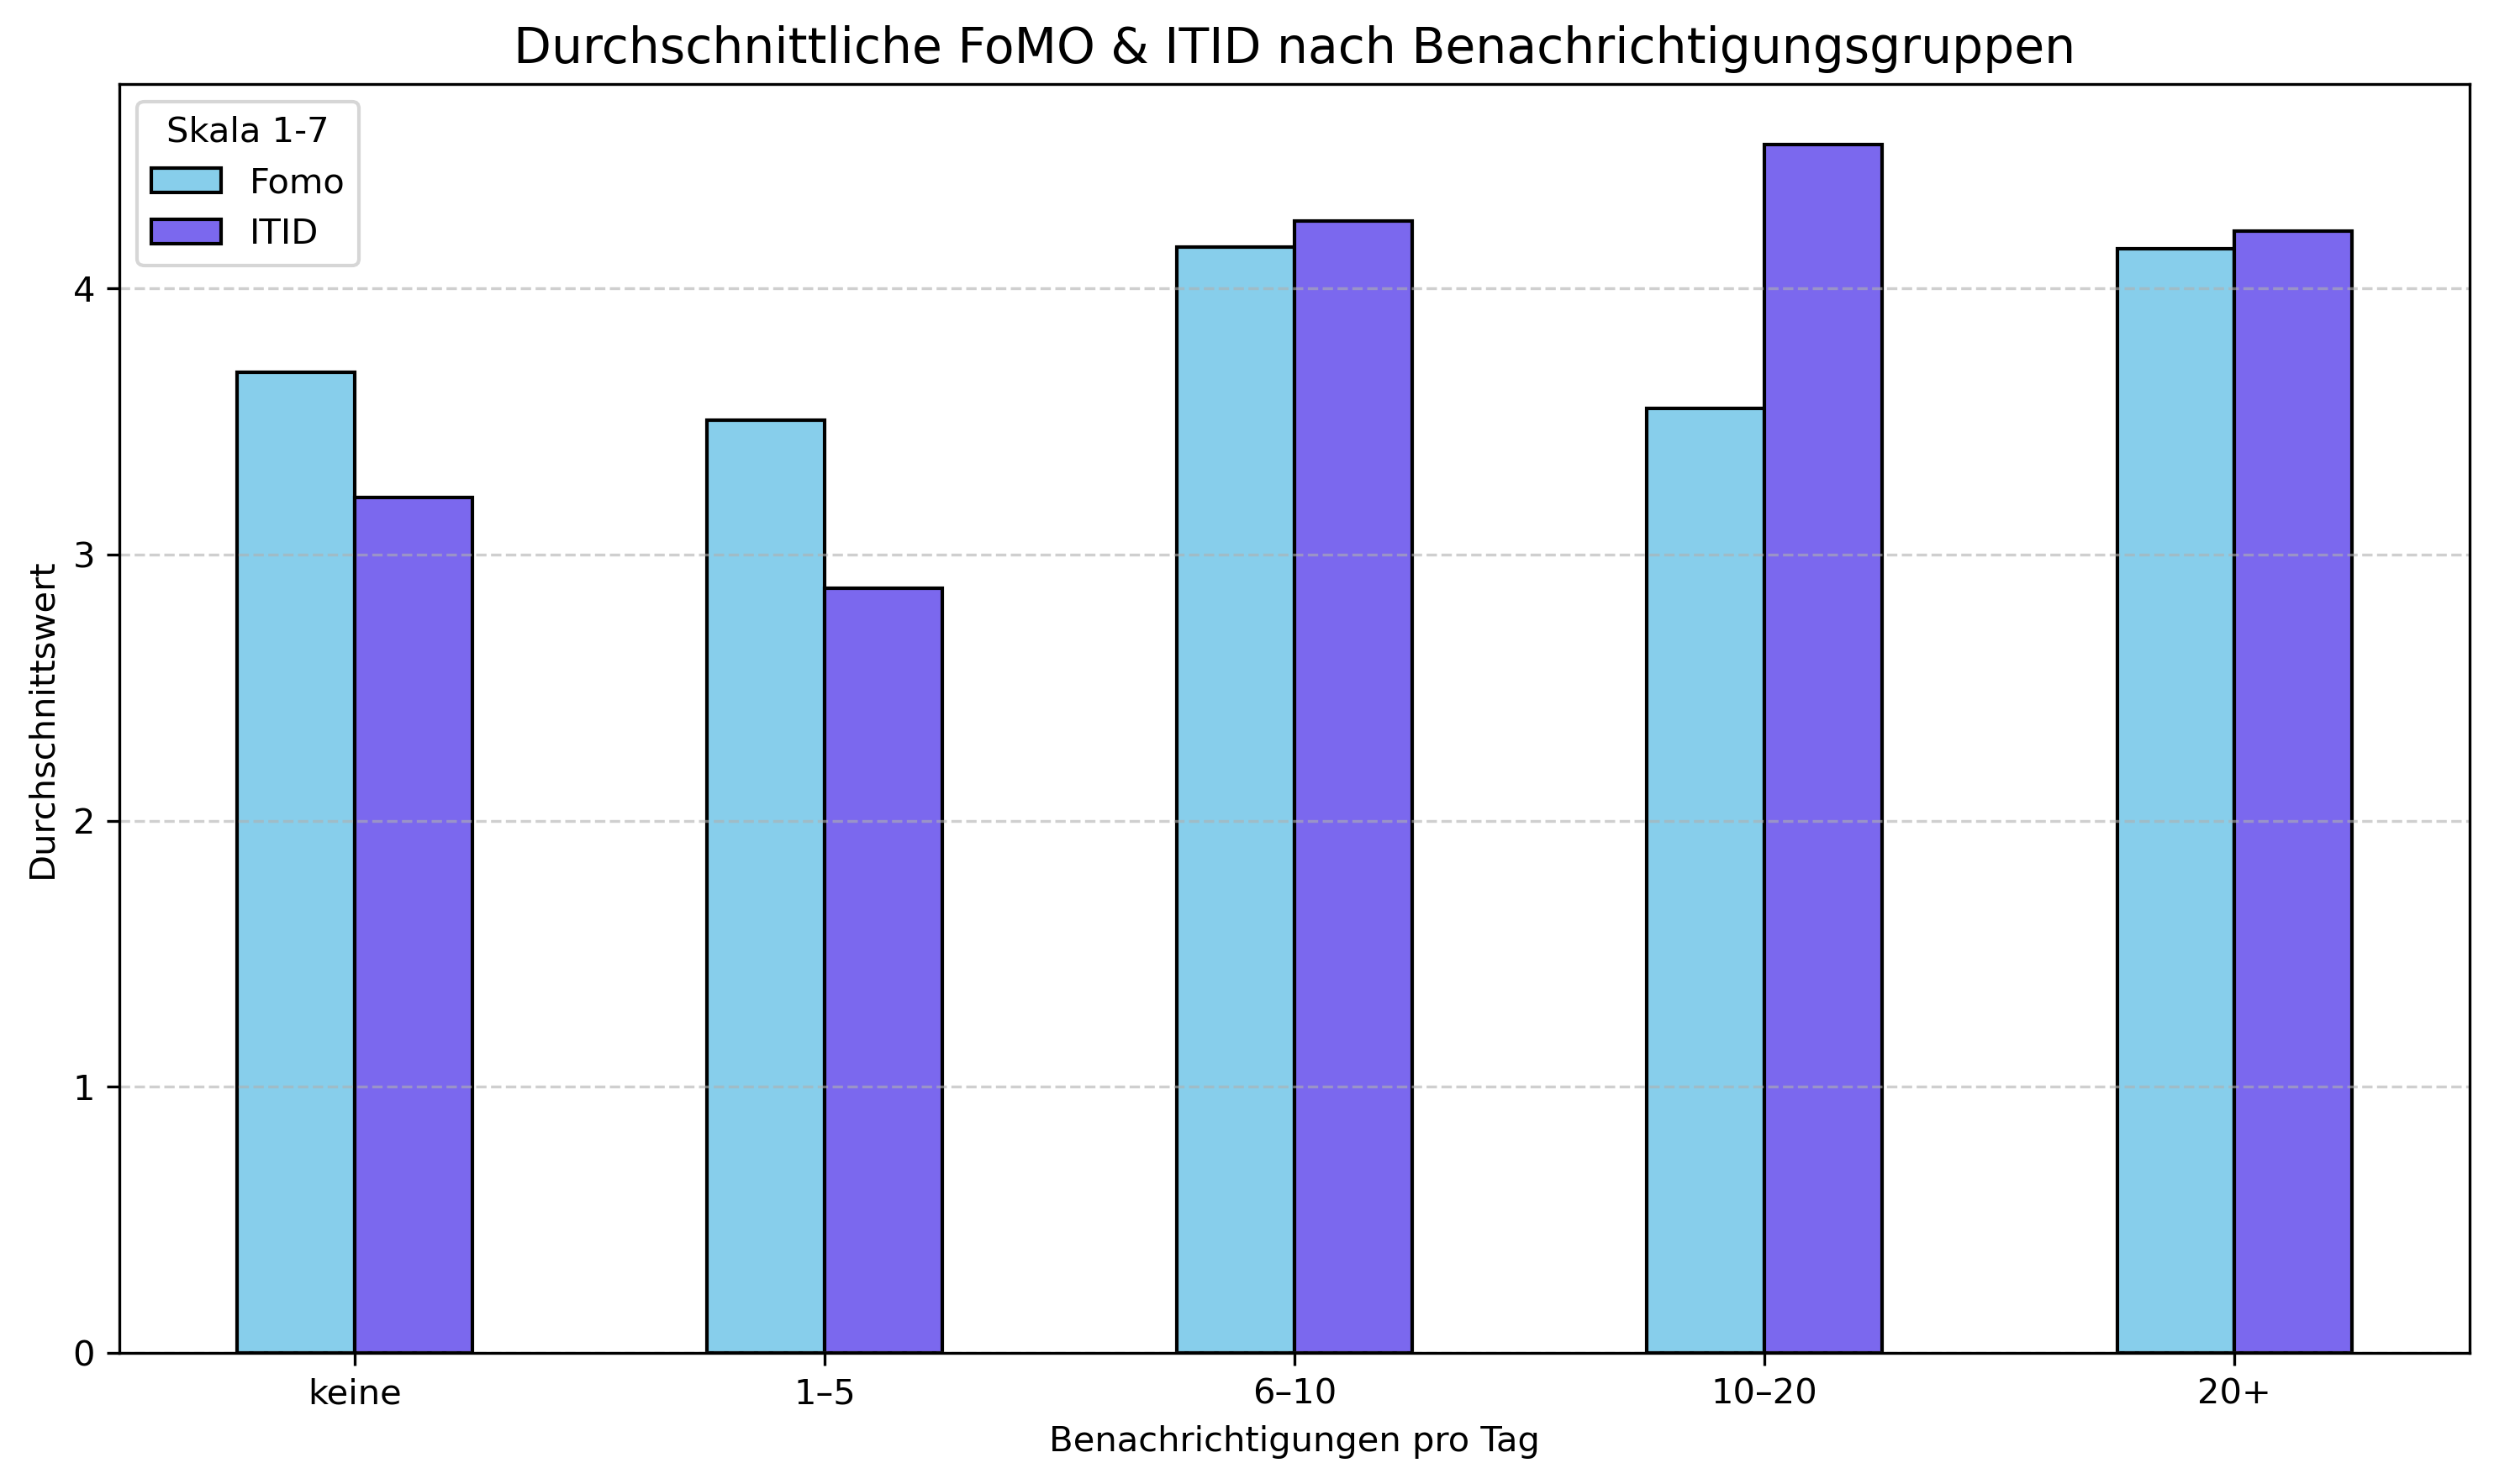 Durchschnittliche FoMO & ITID nach Benachrichtigungsgruppen
Skala 1-7
Fomo
ITID
Durchschnittswert
4
3
2
1
0
keine
1–5
6–10
10–20
20+
Benachrichtigungen pro Tag